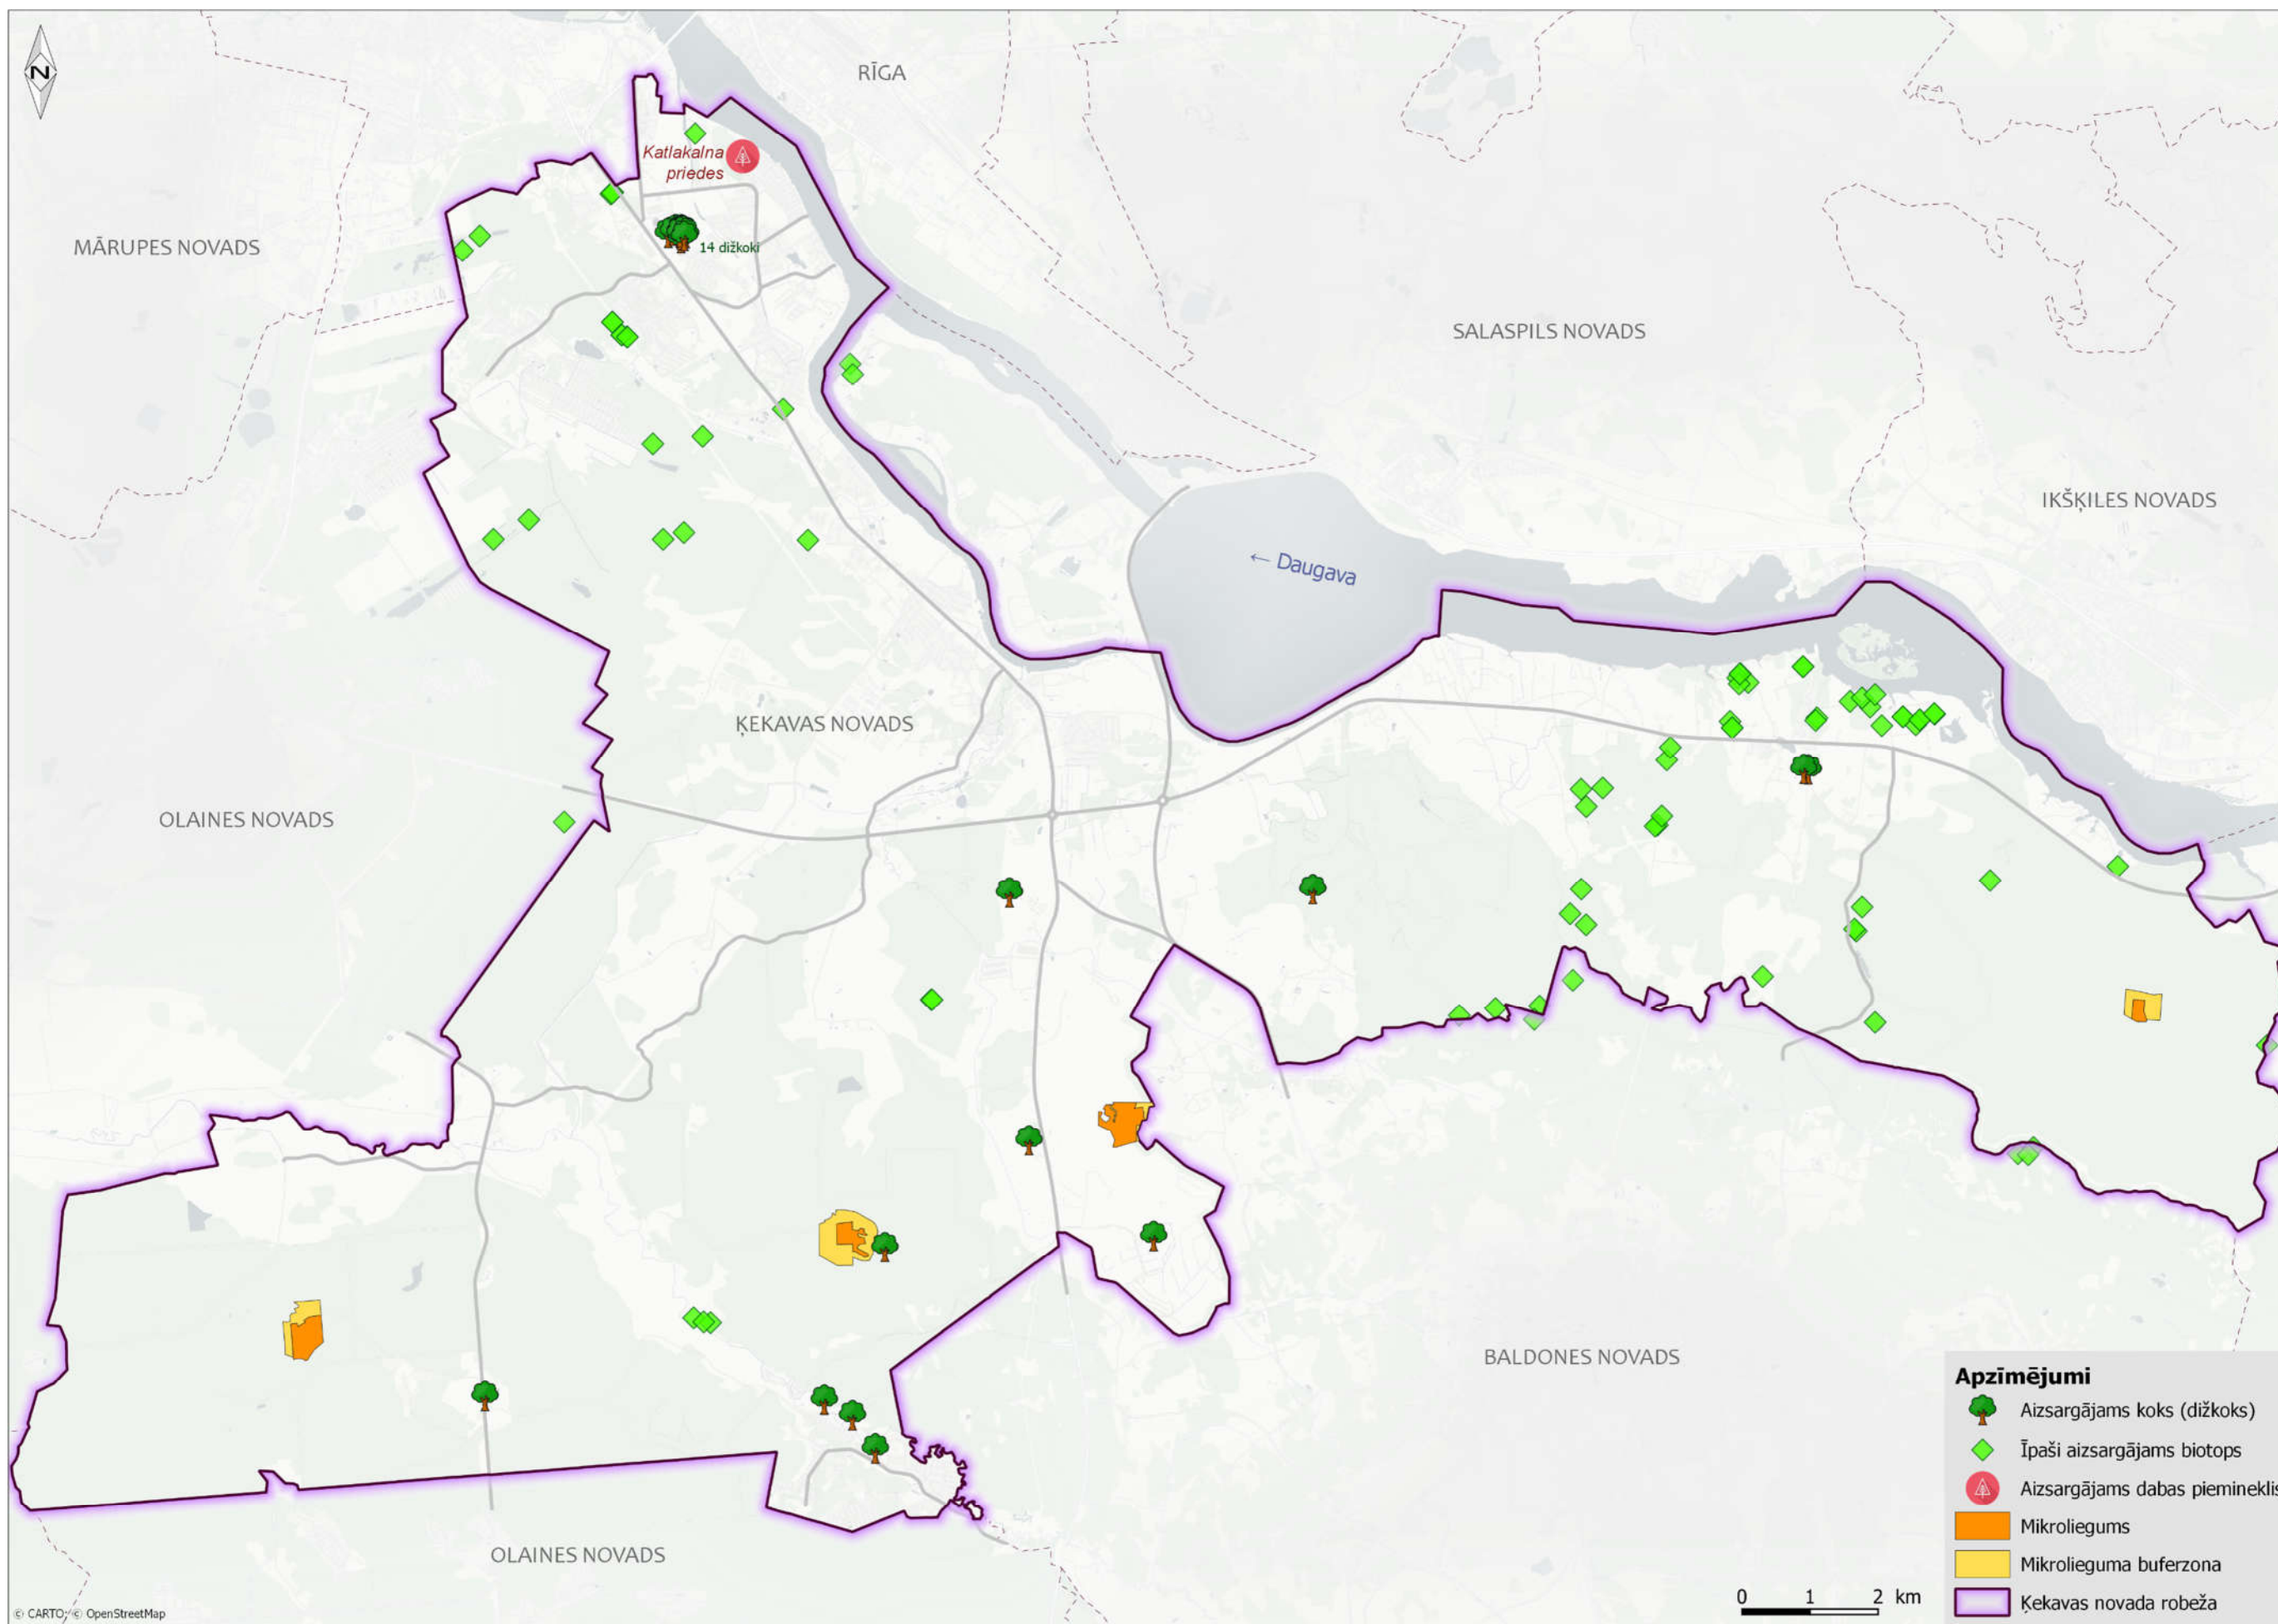 N
RĪGA
Katlakalna
priedes
14 dižkoki
MĀRUPES NOVADS
SALASPILS NOVADS
IKŠĶILES NOVADS
← Daugava
ĶEKAVAS NOVADS
OLAINES NOVADS
BALDONES NOVADS
OLAINES NOVADS
Apzīmējumi
Aizsargājams koks (dižkoks)
Īpaši aizsargājams biotops
Aizsargājams dabas piemineklis
Mikroliegums
Mikrolieguma buferzona
Ķekavas novada robeža
0 1 2 km
© CARTO; © OpenStreetMap